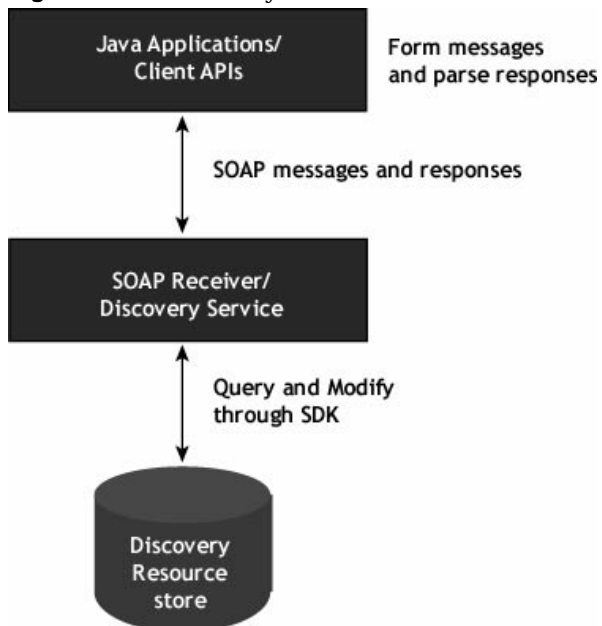 Java Applications/
Client APIs
Form messages
and parse responses
SOAP messages and responses
SOAP Receiver/
Discovery Service
Query and Modify
through SDK
Discovery
Resource
store